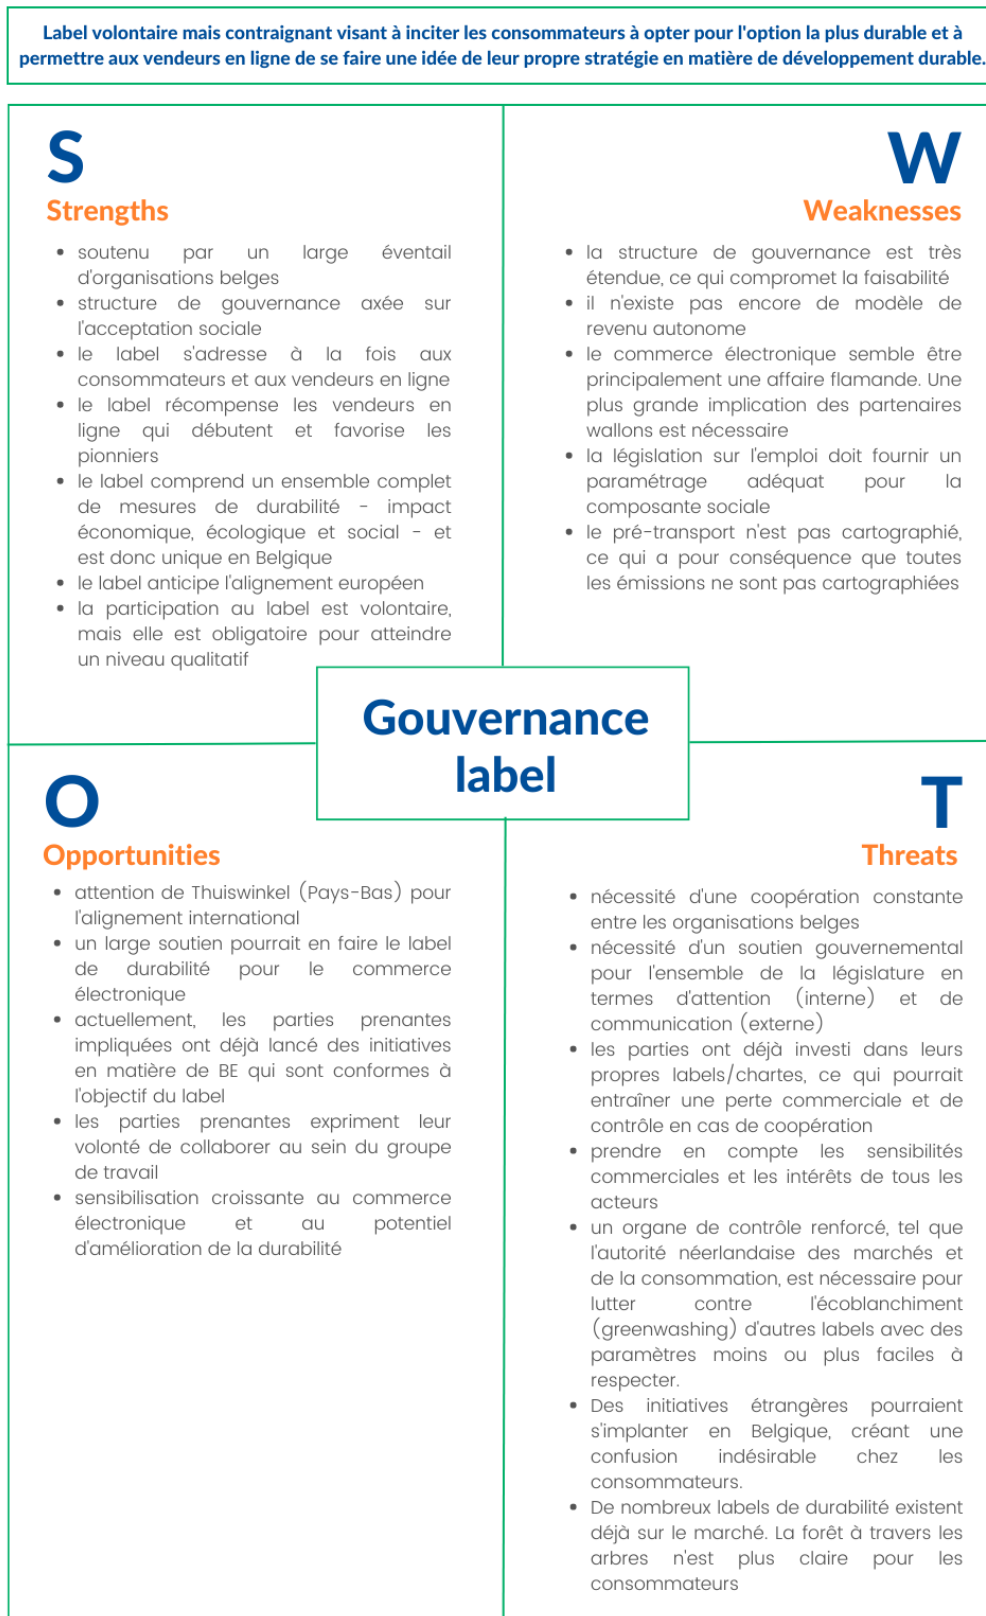 Label volontaire mais contraignant visant à inciter les consommateurs à opter pour l'option la plus durable et à
permettre aux vendeurs en ligne de se faire une idée de leur propre stratégie en matière de développement durable.
S
Strengths
• soutenu par un large éventail
d'organisations belges
• structure de gouvernance axée sur
l'acceptation sociale
• le label s'adresse à la fois aux
consommateurs et aux vendeurs en ligne
• le label récompense les vendeurs en
ligne qui débutent et favorise les
pionniers
• le label comprend un ensemble complet
de mesures de durabilité - impact
économique, écologique et social - et
est donc unique en Belgique
• le label anticipe l'alignement européen
• la participation au label est volontaire,
mais elle est obligatoire pour atteindre
un niveau qualitatif
W
Weaknesses
• la structure de gouvernance est très
étendue, ce qui compromet la faisabilité
• il n'existe pas encore de modèle de
revenu autonome
• le commerce électronique semble être
principalement une affaire flamande. Une
plus grande implication des partenaires
wallons est nécessaire
• la législation sur l'emploi doit fournir un
paramétrage adéquat pour la
composante sociale
• le pré-transport n'est pas cartographié,
ce qui a pour conséquence que toutes
les émissions ne sont pas cartographiées
Gouvernance
label
O
Opportunities
• attention de Thuiswinkel (Pays-Bas) pour
l'alignement international
• un large soutien pourrait en faire le label
de durabilité pour le commerce
électronique
• actuellement, les parties prenantes
impliquées ont déjà lancé des initiatives
en matière de BE qui sont conformes à
l'objectif du label
• les parties prenantes expriment leur
volonté de collaborer au sein du groupe
de travail
• sensibilisation croissante au commerce
électronique et au potentiel
d'amélioration de la durabilité
T
Threats
• nécessité d'une coopération constante
entre les organisations belges
• nécessité d'un soutien gouvernemental
pour l'ensemble de la législature en
termes d'attention (interne) et de
communication (externe)
• les parties ont déjà investi dans leurs
propres labels/chartes, ce qui pourrait
entraîner une perte commerciale et de
contrôle en cas de coopération
• prendre en compte les sensibilités
commerciales et les intérêts de tous les
acteurs
• un organe de contrôle renforcé, tel que
l'autorité néerlandaise des marchés et
de la consommation, est nécessaire pour
lutter contre l'écoblanchiment
(greenwashing) d'autres labels avec des
paramètres moins ou plus faciles à
respecter.
• Des initiatives étrangères pourraient
s'implanter en Belgique, créant une
confusion indésirable chez les
consommateurs.
• De nombreux labels de durabilité existent
déjà sur le marché. La forêt à travers les
arbres n'est plus claire pour les
consommateurs